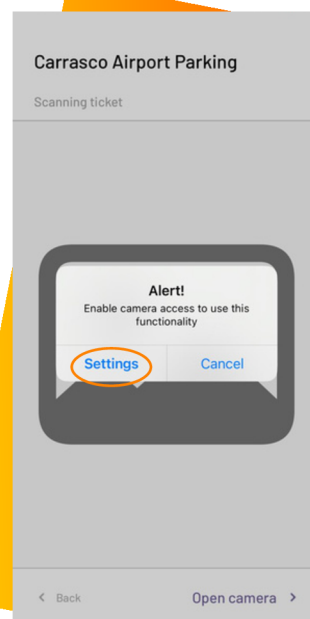 Carrasco Airport Parking
Scanning ticket
Alert!
Enable camera access to use this
functionality
Settings Cancel
Back Open camera